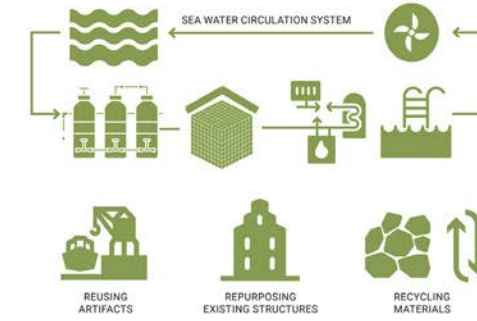 SEA WATER CIRCULATION SYSTEM
REUSING
ARTIFACTS
REPURPOSING
EXISTING STRUCTURES
RECYCLING
MATERIALS